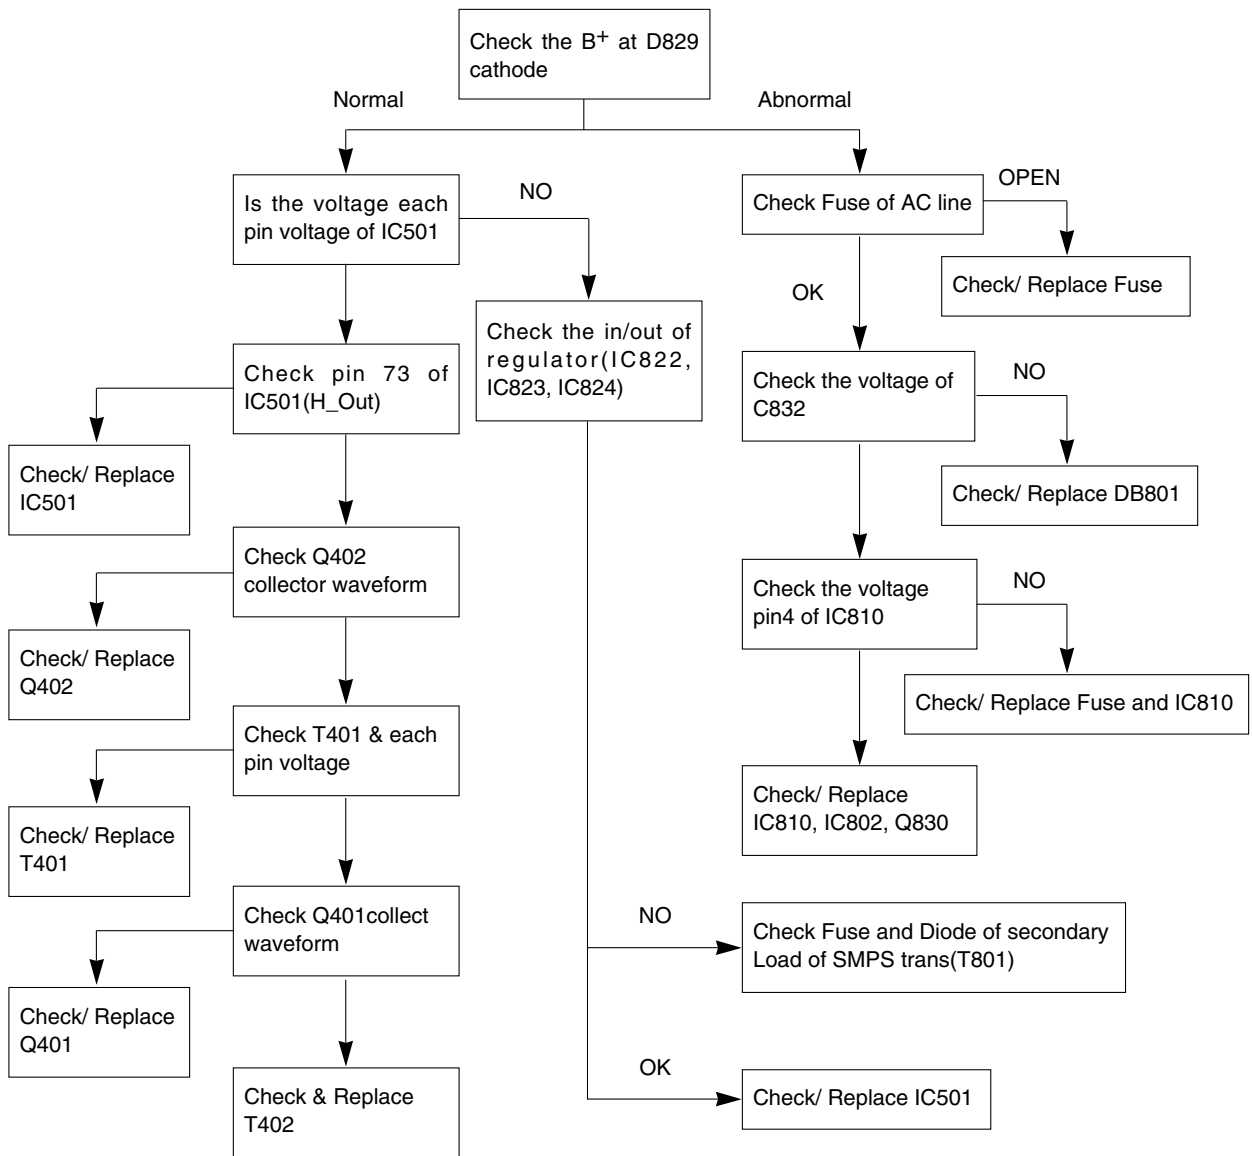 Check the B+ at D829
cathode
Normal
Abnormal
Is the voltage each
pin voltage of IC501
NO
Check Fuse of AC line
OPEN
Check/ Replace Fuse
OK
Check the in/out of
regulator(IC822,
IC823, IC824)
Check pin 73 of
IC501(H_Out)
Check the voltage of
C832
NO
Check/ Replace
IC501
Check/ Replace DB801
Check Q402
collector waveform
Check the voltage
pin4 of IC810
NO
Check/ Replace
Q402
Check/ Replace Fuse and IC810
Check T401 & each
pin voltage
Check/ Replace
IC810, IC802, Q830
Check/ Replace
T401
Check Q401collect
waveform
NO
Check Fuse and Diode of secondary
Load of SMPS trans(T801)
Check/ Replace
Q401
OK
Check/ Replace IC501
Check & Replace
T402